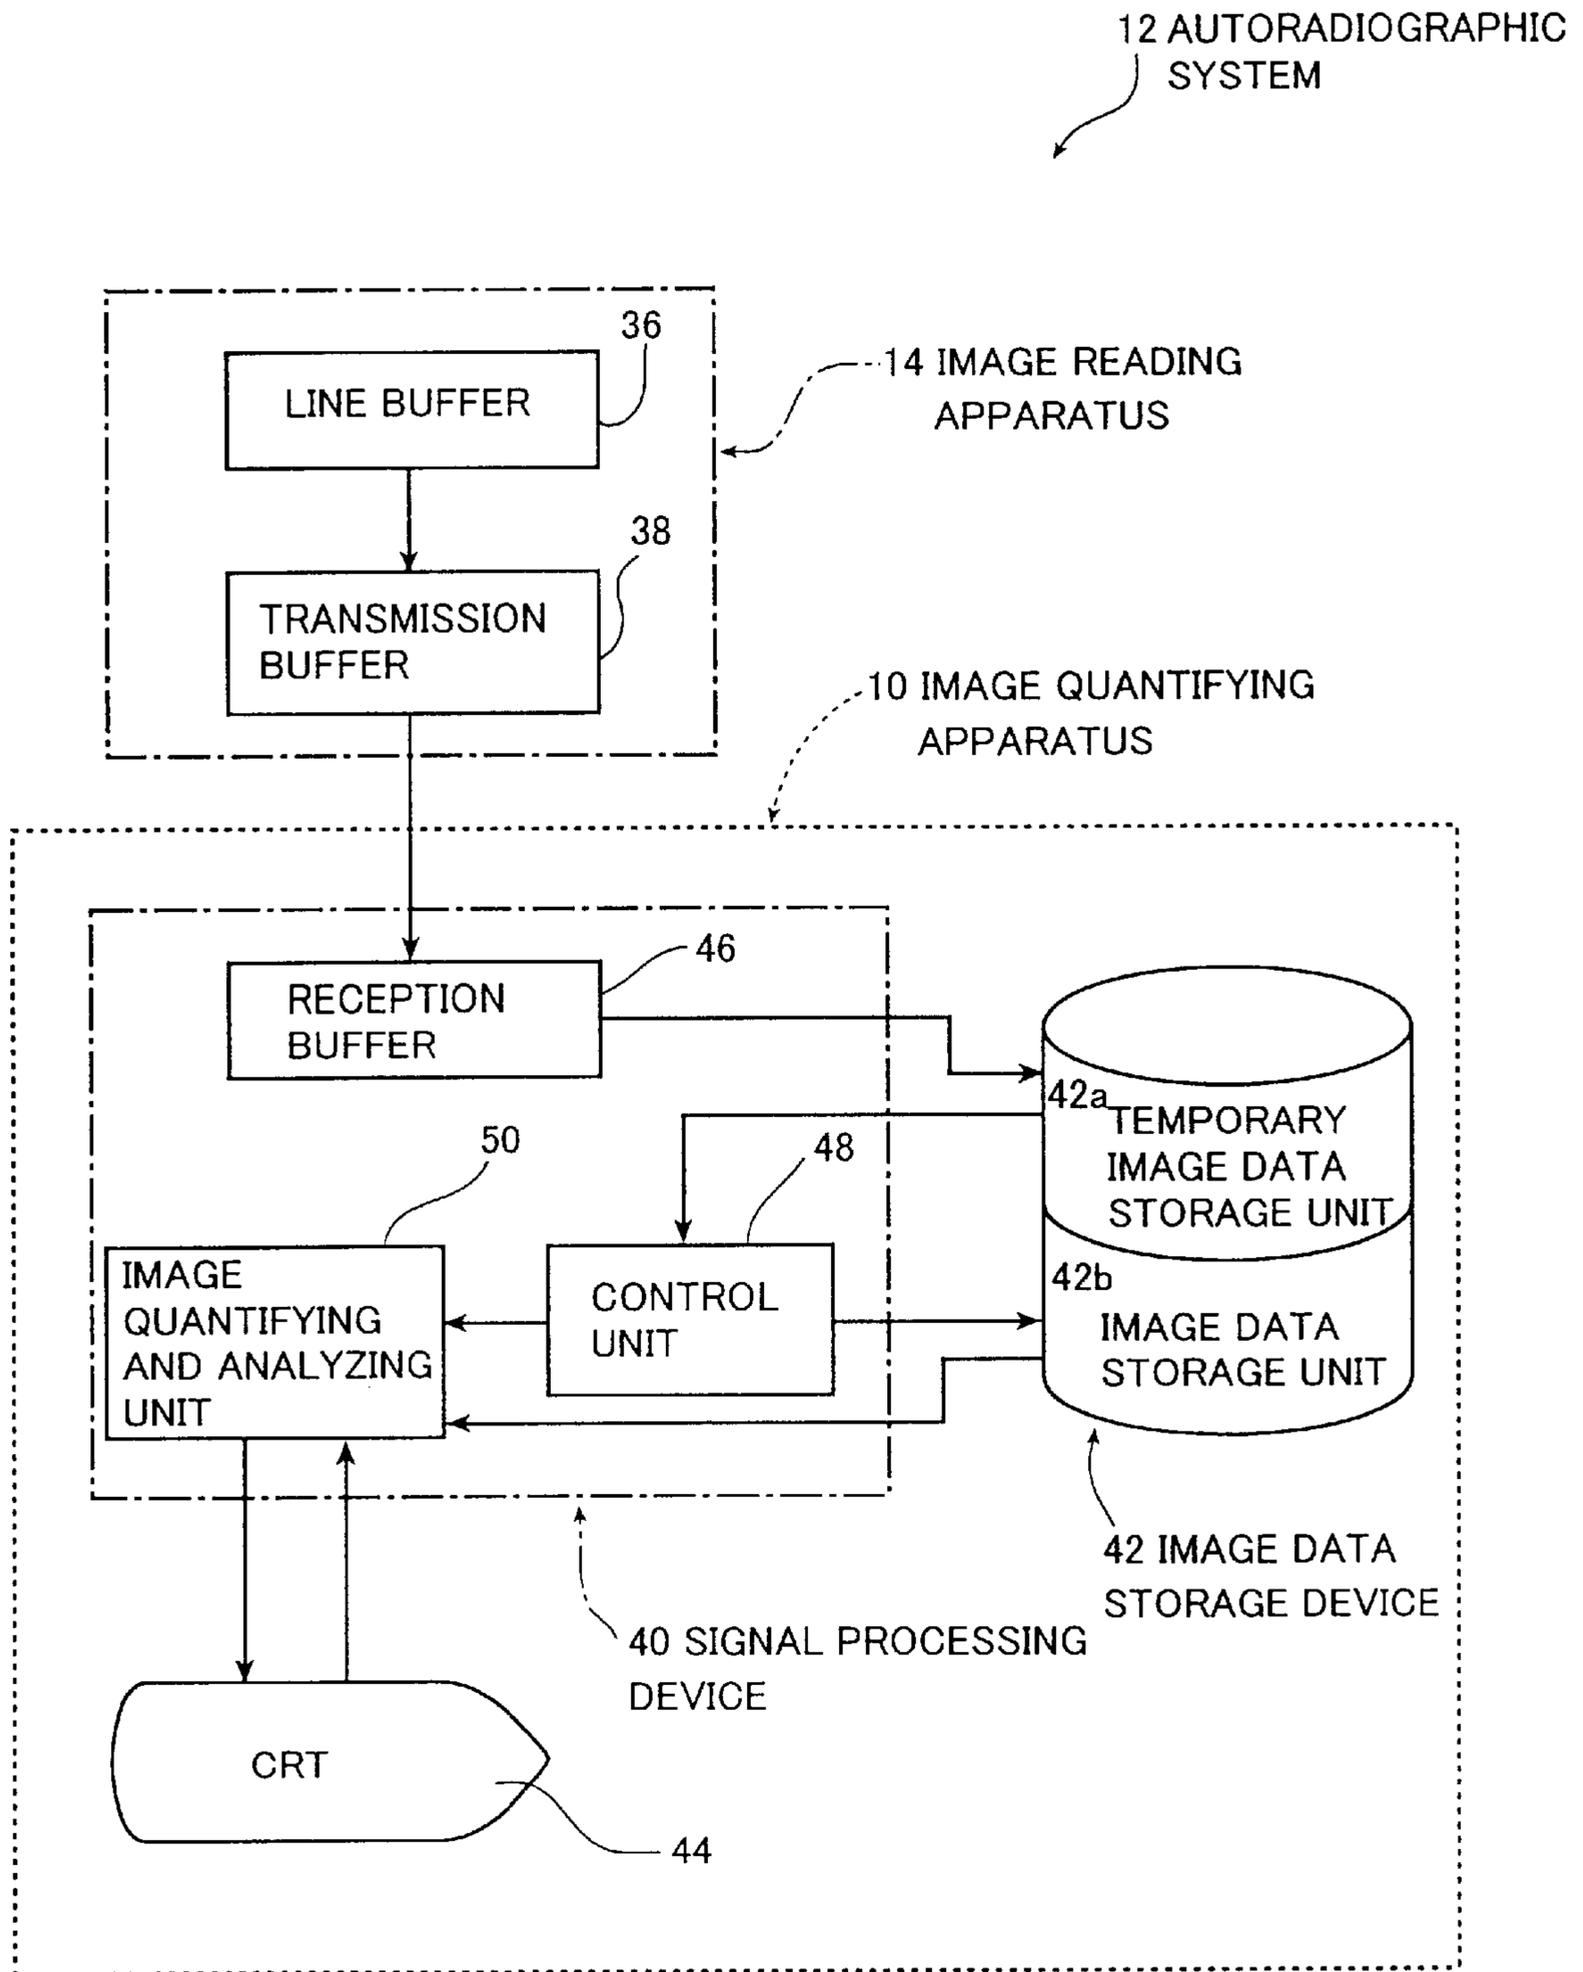 12 AUTORADIOGRAPHIC
SYSTEM
36
LINE BUFFER
14 IMAGE READING
APPARATUS
38
TRANSMISSION
BUFFER
10 IMAGE QUANTIFYING
APPARATUS
46
RECEPTION
BUFFER
42a
TEMPORARY
IMAGE DATA
STORAGE UNIT
50
48
IMAGE
QUANTIFYING
AND ANALYZING
UNIT
CONTROL
UNIT
42b
IMAGE DATA
STORAGE UNIT
42 IMAGE DATA
STORAGE DEVICE
40 SIGNAL PROCESSING
DEVICE
CRT
44